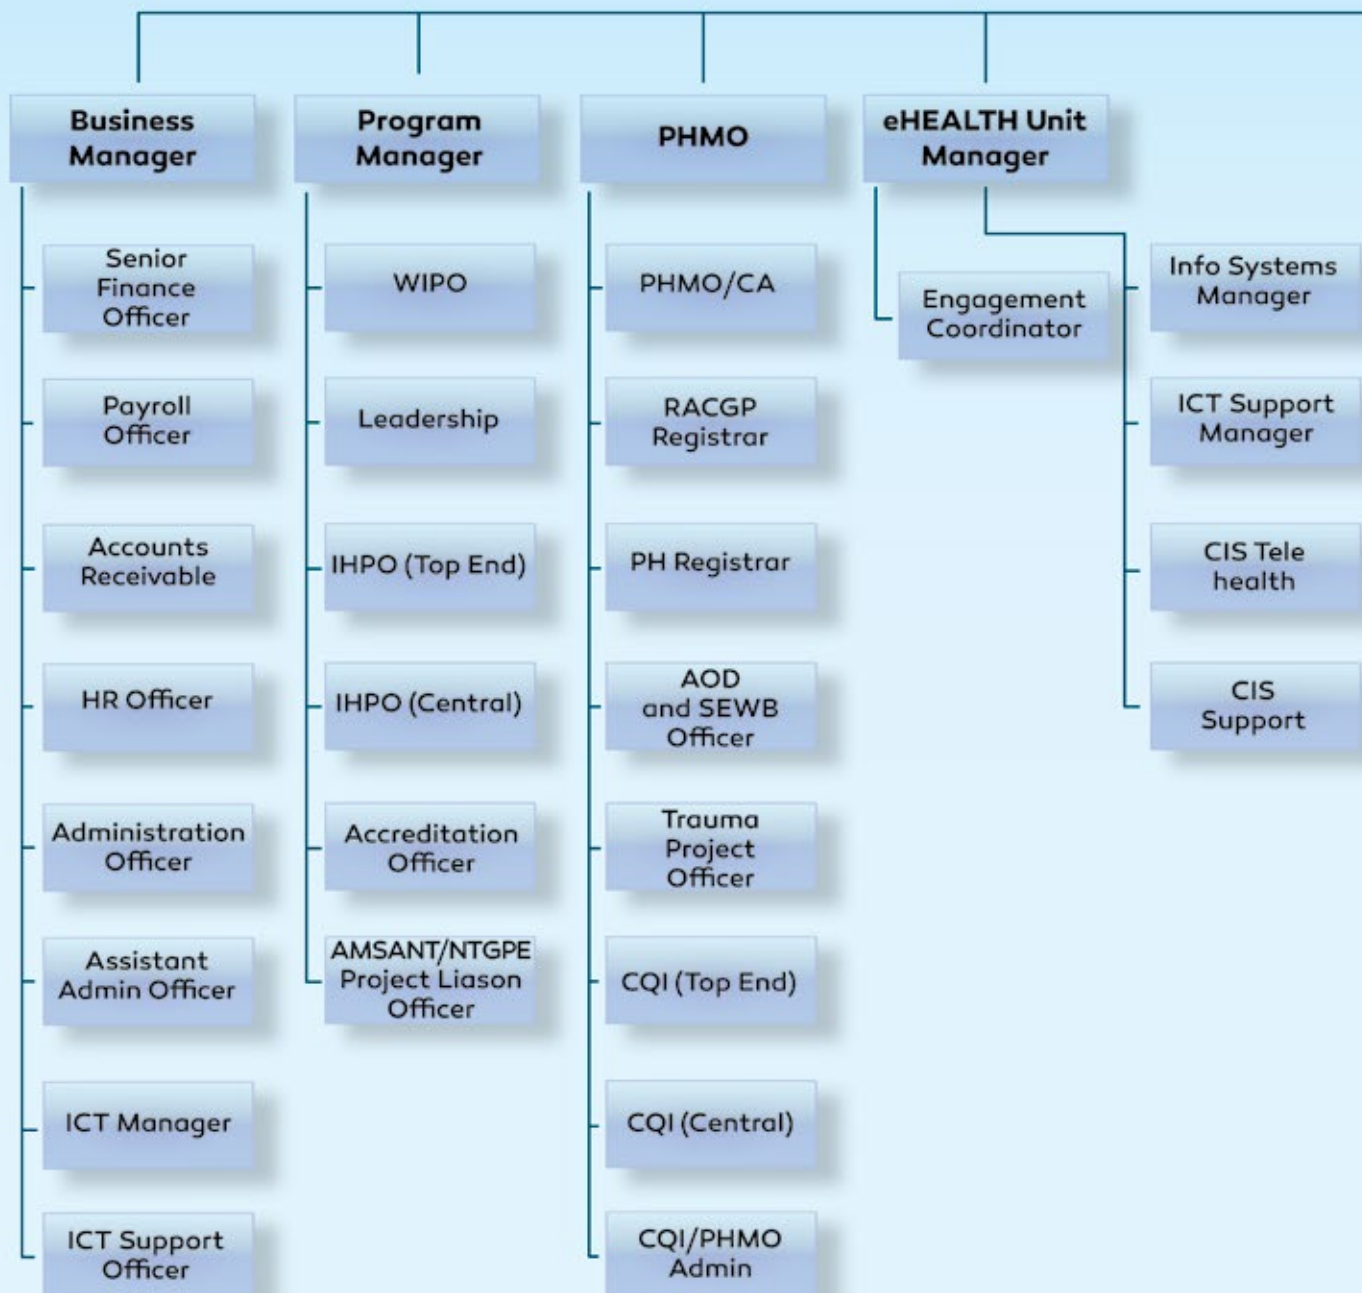 Business
Manager
Program
Manager
PHMO
eHEALTH Unit
Manager
Senior
Finance
Officer
Payroll
Officer
Accounts
Receivable
HR Officer
Administration
Officer
Assistant
Admin Officer
ICT Manager
ICT Support
Officer
WIPO
Leadership
IHPO (Top End)
IHPO (Central)
Accreditation
Officer
AMSANT/NTGPE
Project Liason
Officer
PHMO/CA
RACGP
Registrar
PH Registrar
AOD
and SEWB
Officer
Trauma
Project
Officer
CQI (Top End)
CQI (Central)
CQI/PHMO
Admin
Engagement
Coordinator
Info Systems
Manager
ICT Support
Manager
CIS Tele
health
CIS
Support